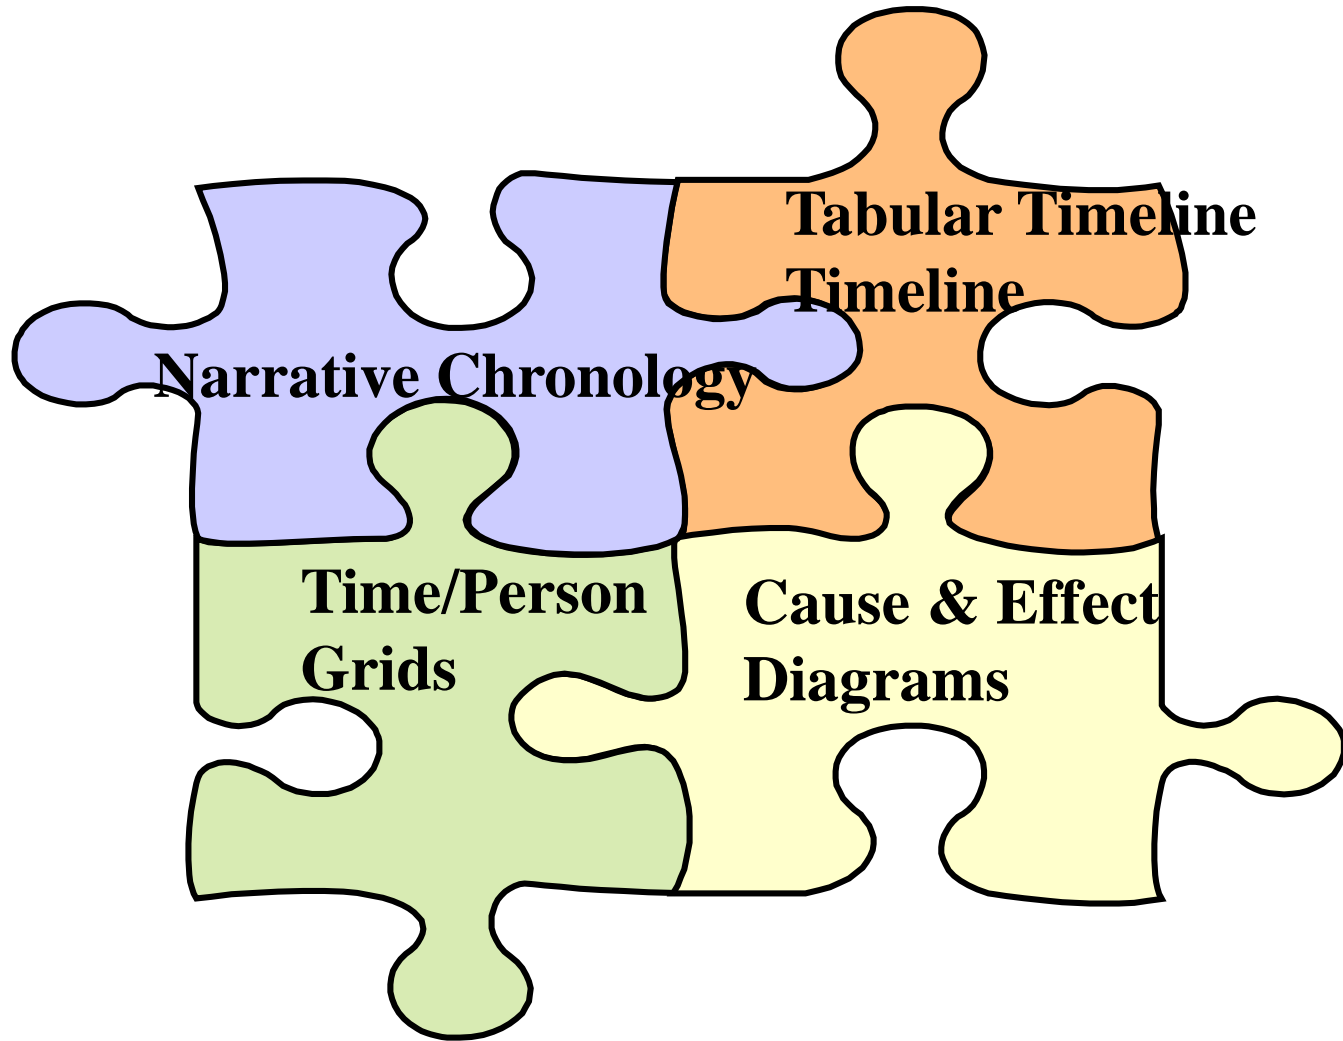 Tabular Timeline
Timeline
Narrative Chronology
Time/Person
Grids
Cause & Effect
Diagrams